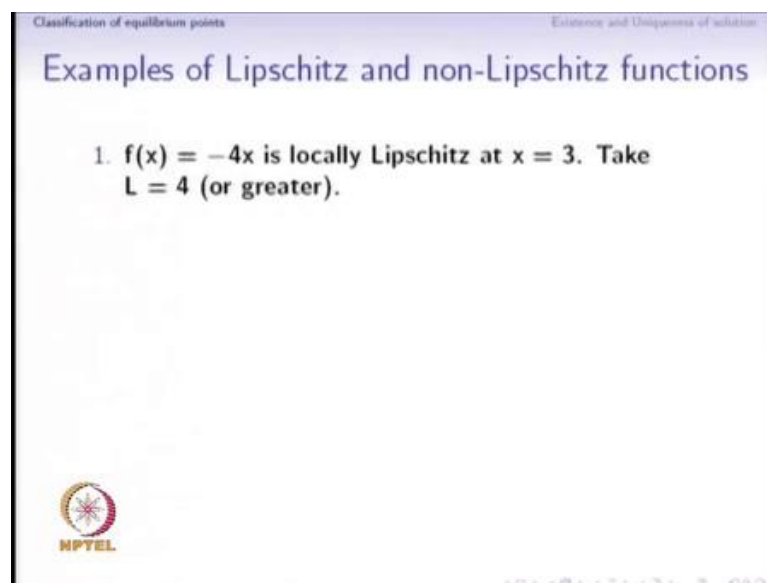 Classification of equilibrium points
Existence and Uniqueness of solution
Examples of Lipschitz and non-Lipschitz functions
1. f(x) = −4x is locally Lipschitz at x = 3. Take
L = 4 (or greater).
NPTEL